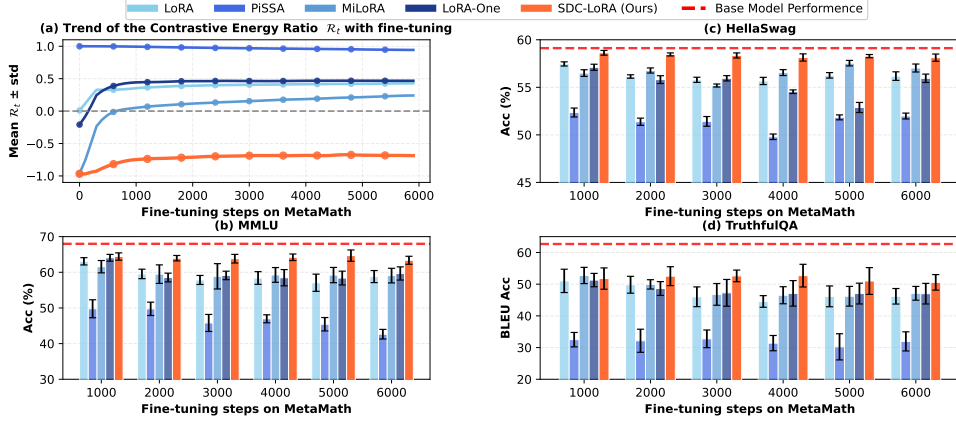 LoRA PiSSA MiLoRA LoRA-One SDC-LoRA (Ours) Base Model Performance
(a) Trend of the Contrastive Energy Ratio ℛt with fine-tuning
Mean ℛt ± std
1.0
0.5
0.0
−0.5
−1.0
0 1000 2000 3000 4000 5000 6000
Fine-tuning steps on MetaMath
(c) HellaSwag
Acc (%)
60
55
50
45
1000 2000 3000 4000 5000 6000
Fine-tuning steps on MetaMath
(b) MMLU
Acc (%)
70
60
50
40
30
1000 2000 3000 4000 5000 6000
Fine-tuning steps on MetaMath
(d) TruthfulQA
BLEU Acc
60
50
40
30
20
1000 2000 3000 4000 5000 6000
Fine-tuning steps on MetaMath